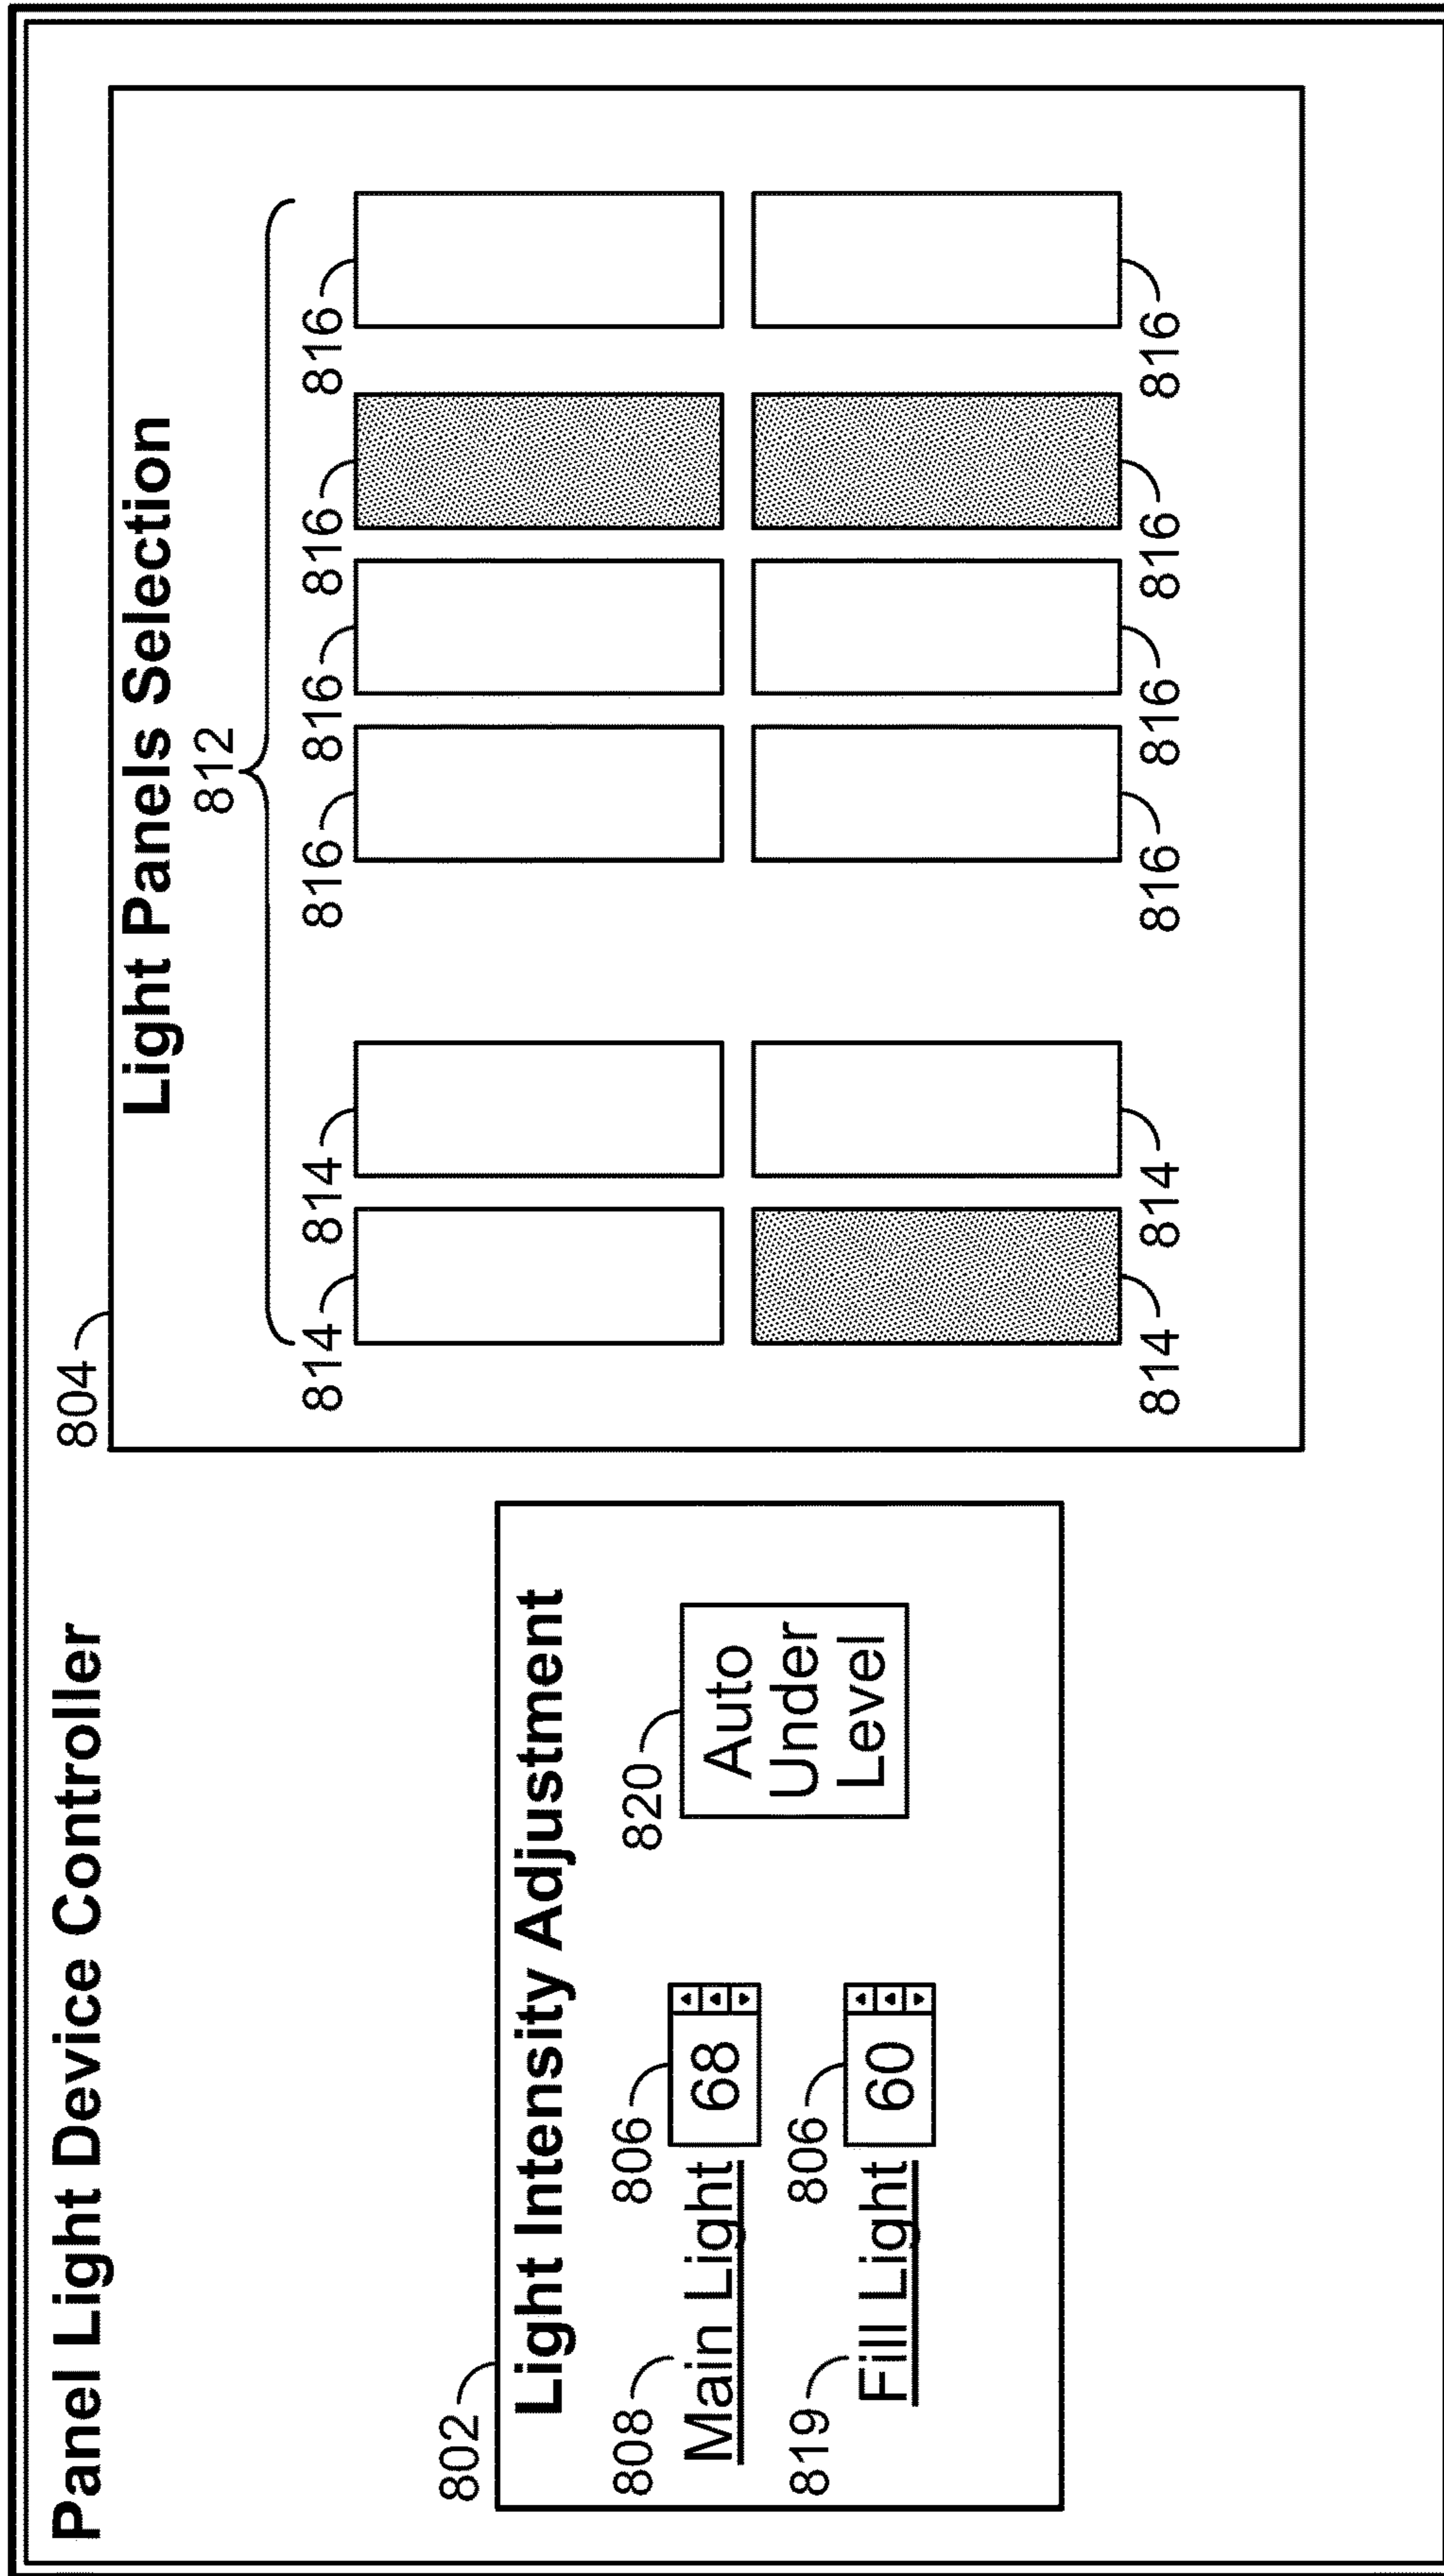 Panel Light Device Controller
802
Light Intensity Adjustment
808
806
820
Main Light
68
Auto
Under
Level
819
806
Fill Light
60
804
Light Panels Selection
812
814 814 816 816 816 816
814 814 816 816 816 816